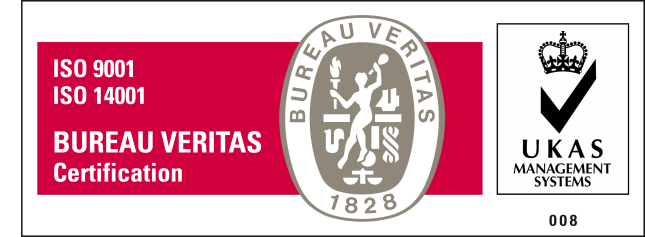 ISO 9001
ISO 14001
BUREAU VERITAS
Certification
BUREAU VERITAS
1828
UKAS
MANAGEMENT
SYSTEMS
008